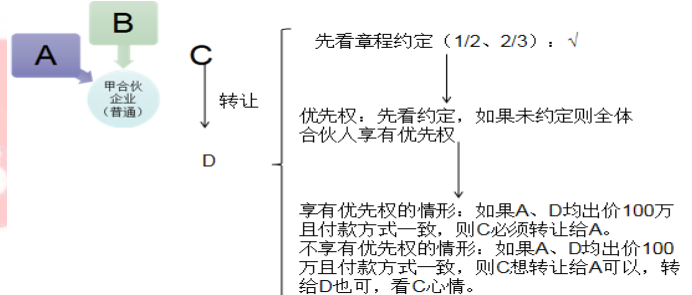 A
B
C
甲合伙
企业
（普通）
转让
D
先看章程约定（1/2、2/3）：√
优先权：先看约定，如果未约定则全体
合伙人享有优先权
享有优先权的情形：如果A、D均出价100万
且付款方式一致，则C必须转让给A。
不享有优先权的情形：如果A、D均出价100
万且付款方式一致，则C想转让给A可以，转
给D也可，看C心情。